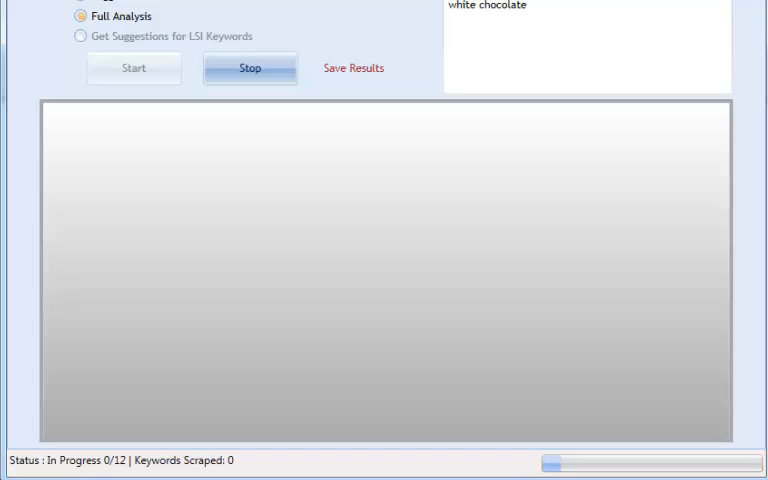 white chocolate
Full Analysis
Get Suggestions for LSI Keywords
Start
Stop
Save Results
Status : In Progress 0/12 | Keywords Scraped: 0